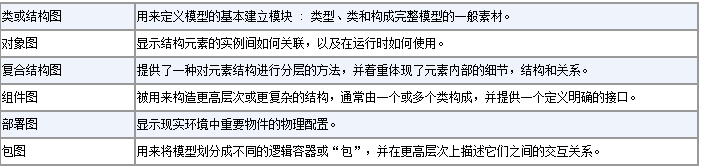 类或结构图 用来定义模型的基本建立模块 : 类型、类和构成完整模型的一般素材。
对象图 显示结构元素的实例间如何关联，以及在运行时如何使用。
复合结构图 提供了一种对元素结构进行分层的方法，并着重体现了元素内部的细节，结构和关系。
组件图 被用来构造更高层次或更复杂的结构，通常由一个或多个类构成，并提供一个定义明确的接口。
部署图 显示现实环境中重要物件的物理配置。
包图 用来将模型划分成不同的逻辑容器或“包”，并在更高层次上描述它们之间的交互关系。